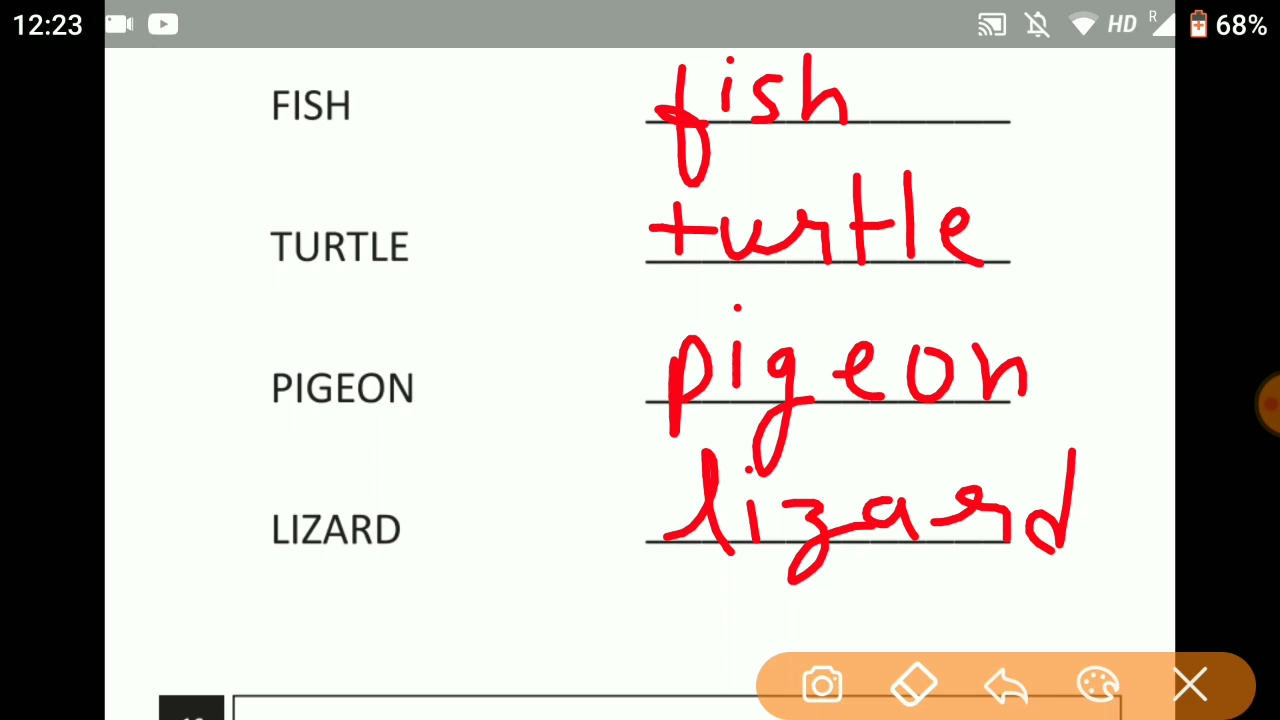 12:23 HD R 68%
FISH fish
TURTLE turtle
PIGEON pigeon
LIZARD lizard